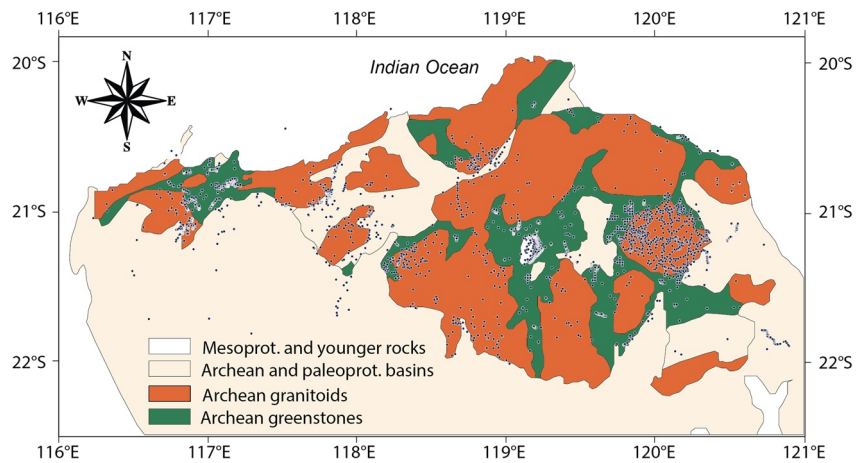 116°E 117°E 118°E 119°E 120°E 121°E
20°S 20°S
Indian Ocean
N
W E
S
21°S 21°S
22°S 22°S
Mesoprot. and younger rocks
Archean and paleoprot. basins
Archean granitoids
Archean greenstones
116°E 117°E 118°E 119°E 120°E 121°E